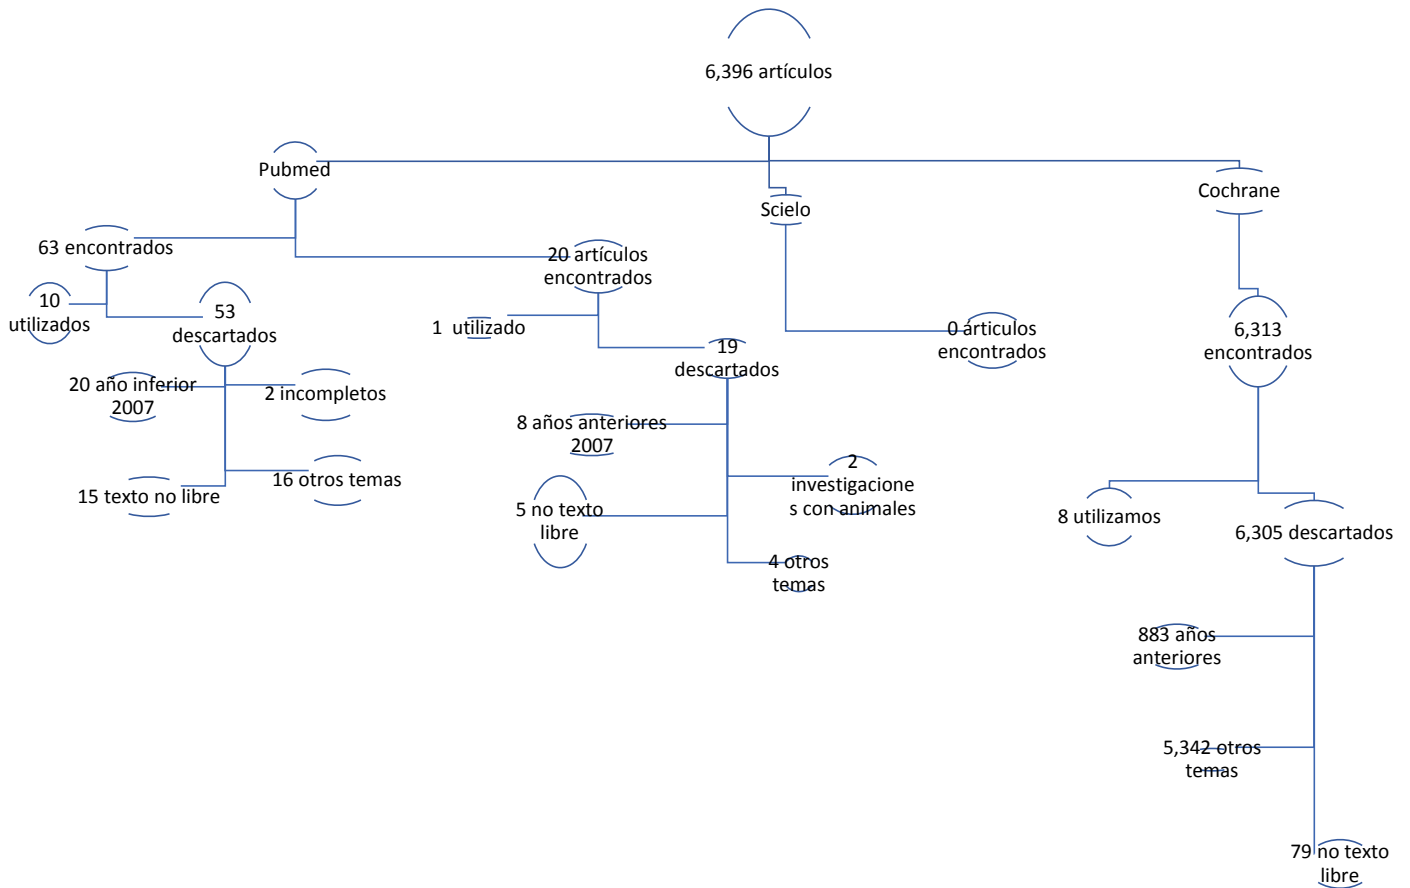 6,396 artículos
Pubmed
Scielo
Cochrane
63 encontrados
20 artículos
encontrados
10
utilizados
53
descartados
1 utilizado
19
descartados
0 árticulos
encontrados
6,313
encontrados
20 año inferior
2007
2 incompletos
15 texto no libre
16 otros temas
8 años anteriores
2007
2
investigacione
s con animales
5 no texto
libre
4 otros
temas
8 utilizamos
6,305 descartados
883 años
anteriores
5,342 otros
temas
79 no texto
libre